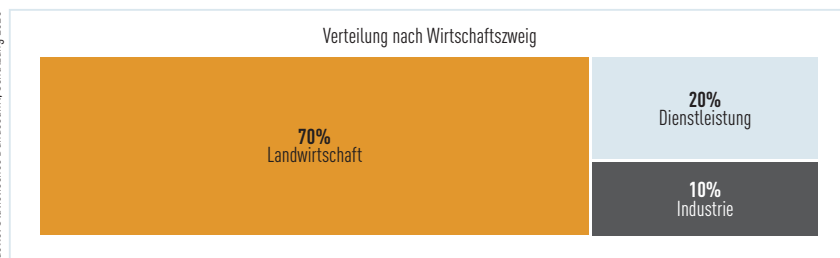 Verteilung nach Wirtschaftszweig
70%
Landwirtschaft
20%
Dienstleistung
10%
Industrie